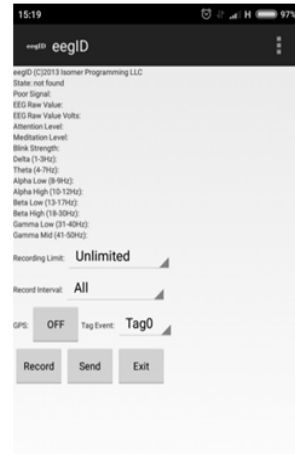 15:19 H 97%
eegID eegID
eegID (C)2013 Isomer Programming LLC
State: not found
Poor Signal:
EEG Raw Value:
EEG Raw Value Volts:
Attention Level:
Meditation Level:
Blink Strength:
Delta (1-3Hz):
Theta (4-7Hz):
Alpha Low (8-9Hz):
Alpha High (10-12Hz):
Beta Low (13-17Hz):
Beta High (18-30Hz):
Gamma Low (31-40Hz):
Gamma Mid (41-50Hz):
Recording Limit: Unlimited
Record Interval: All
GPS: OFF Tag Event: Tag0
Record Send Exit